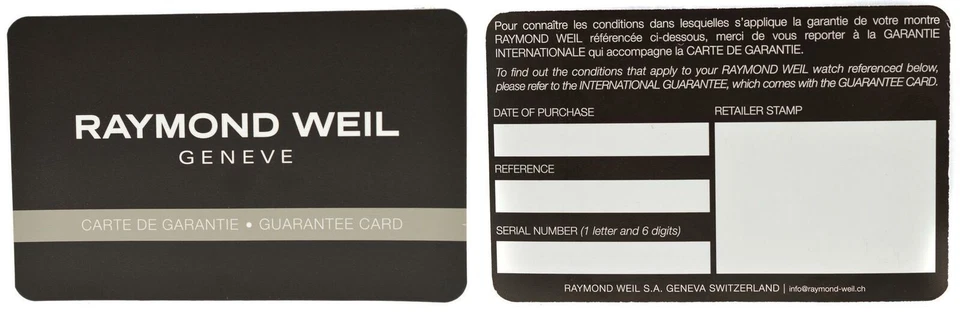 RAYMOND WEIL
GENEVE
CARTE DE GARANTIE • GUARANTEE CARD
Pour connaître les conditions dans lesquelles s'applique la garantie de votre montre
RAYMOND WEIL référencée ci-dessous, merci de vous reporter à la GARANTIE
INTERNATIONALE qui accompagne la CARTE DE GARANTIE.
To find out the conditions that apply to your RAYMOND WEIL watch referenced below,
please refer to the INTERNATIONAL GUARANTEE, which comes with the GUARANTEE CARD.
DATE OF PURCHASE
RETAILER STAMP
REFERENCE
SERIAL NUMBER (1 letter and 6 digits)
RAYMOND WEIL S.A. GENEVA SWITZERLAND | info@raymond-weil.ch